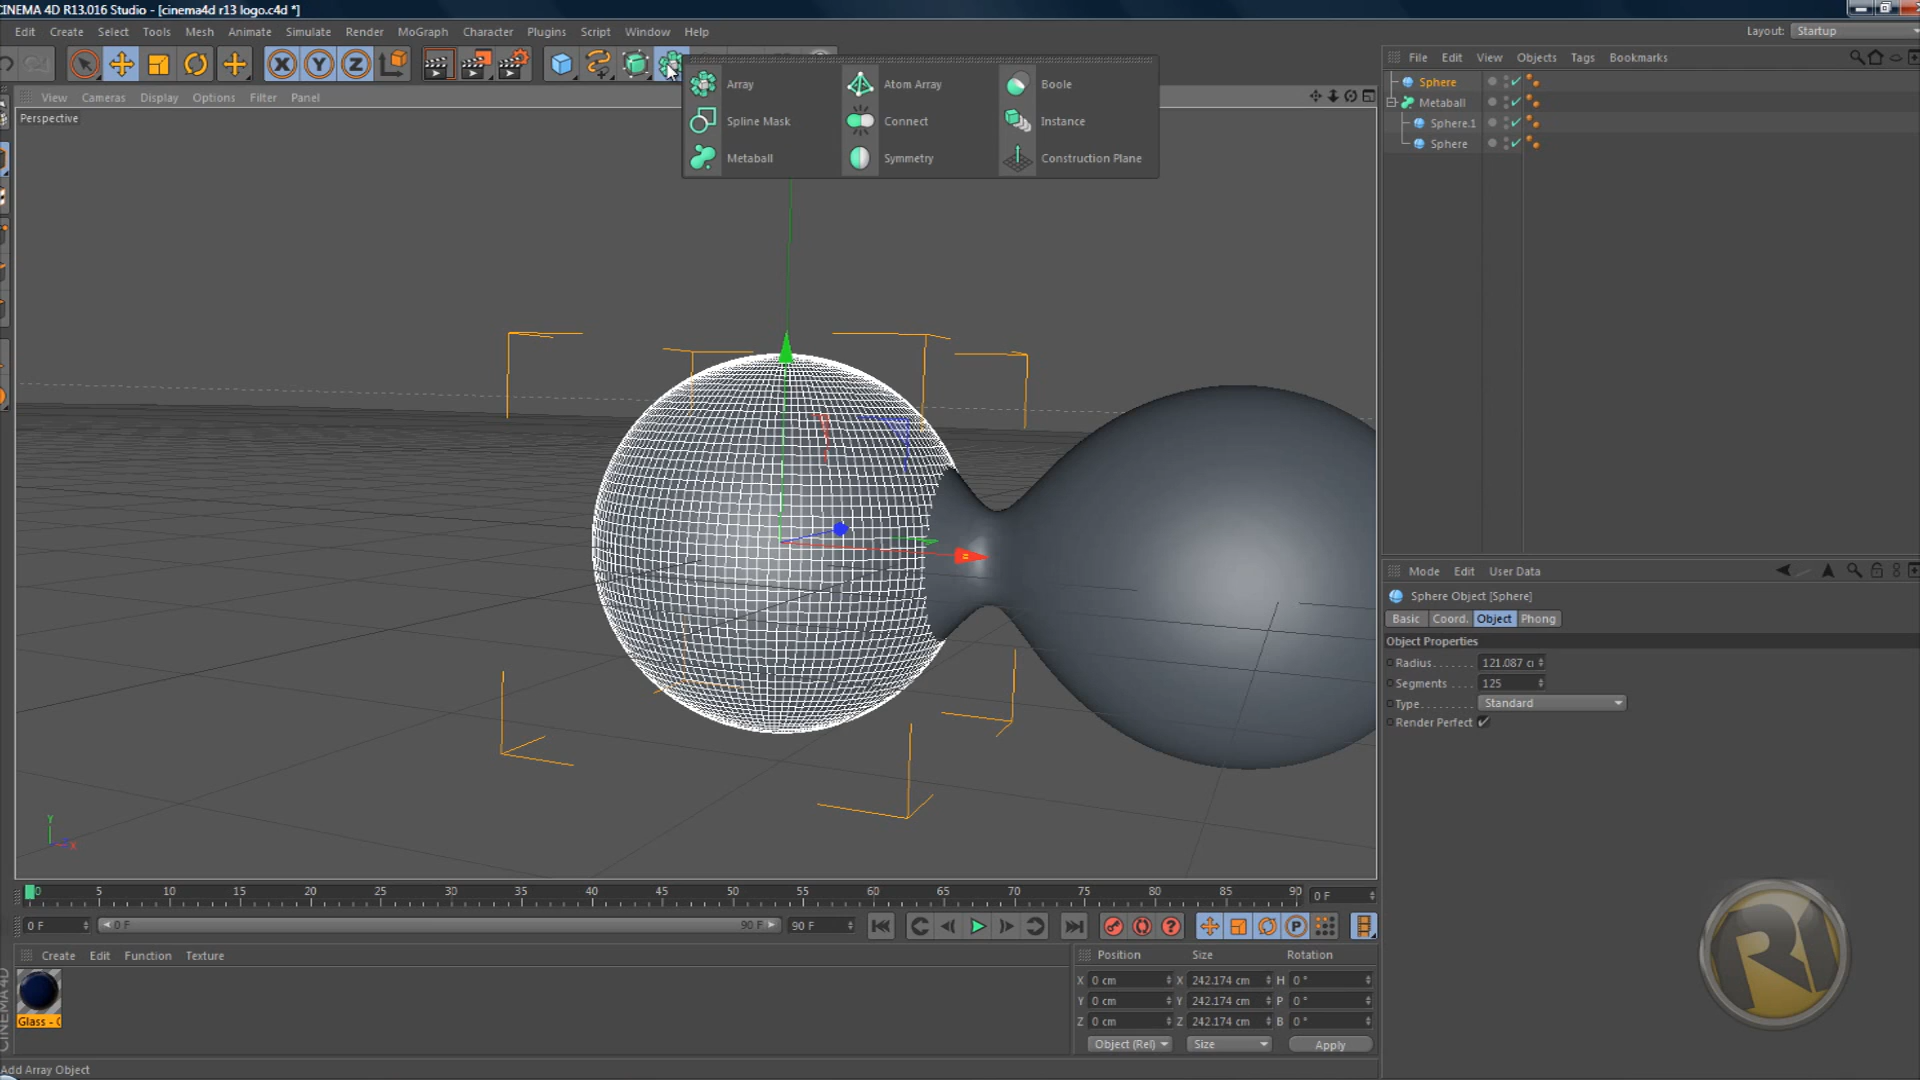 CINEMA 4D R13.016 Studio - [cinema4d r13 logo.c4d *]
Edit Create Select Tools Mesh Animate Simulate Render MoGraph Character Plugins Script Window Help
Layout: Startup
X Y Z
File Edit View Objects Tags Bookmarks
View Cameras Display Options Filter Panel
Perspective
Array Atom Array Boole
Spline Mask Connect Instance
Metaball Symmetry Construction Plane
Sphere
Metaball
Sphere.1
Sphere
Mode Edit User Data
Sphere Object [Sphere]
Basic Coord. Object Phong
Object Properties
Radius. . . . . . . 121.087 c
Segments . . . . 125
Type. . . . . . . . . Standard
Render Perfect
Y
X
0 5 10 15 20 25 30 35 40 45 50 55 60 65 70 75 80 85 90 0 F
0 F 0 F 90 F 90 F
? P
Create Edit Function Texture
Position Size Rotation
X 0 cm X 242.174 cm H 0 °
Y 0 cm Y 242.174 cm P 0 °
Z 0 cm Z 242.174 cm B 0 °
Object (Rel) Size Apply
Glass - 
CINEMA 4D
Add Array Object